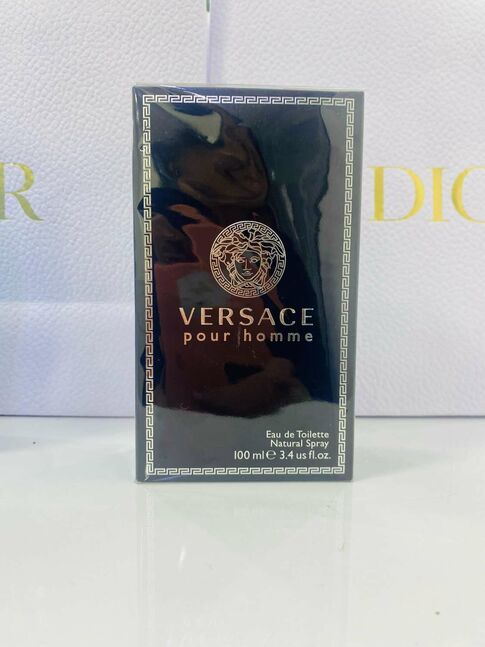 R
DIO
VERSACE
pour homme
Eau de Toilette
Natural Spray
100 ml ℮ 3.4 us fl.oz.